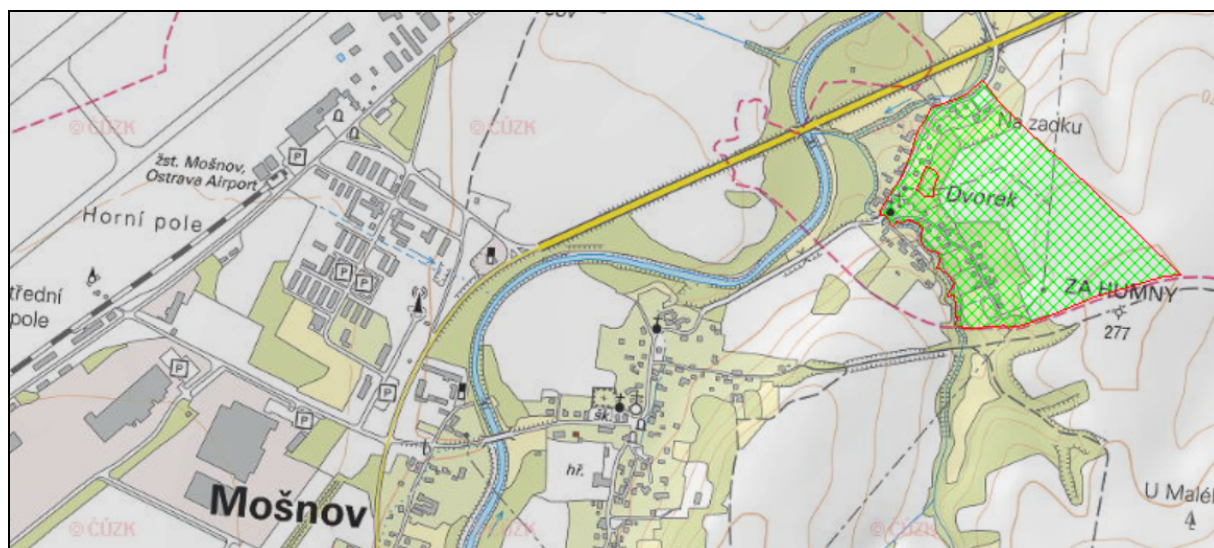 © ČÚZK
© ČÚZK
© ČÚZK
Na zadku
P
žst. Mošnov,
Ostrava Airport
Dvorek
Horní pole
P
P
ZA HUMNY
277
pole
P
P
P
šk.
hř.
Mošnov
U Malé
© ČÚZK
© ČÚZK